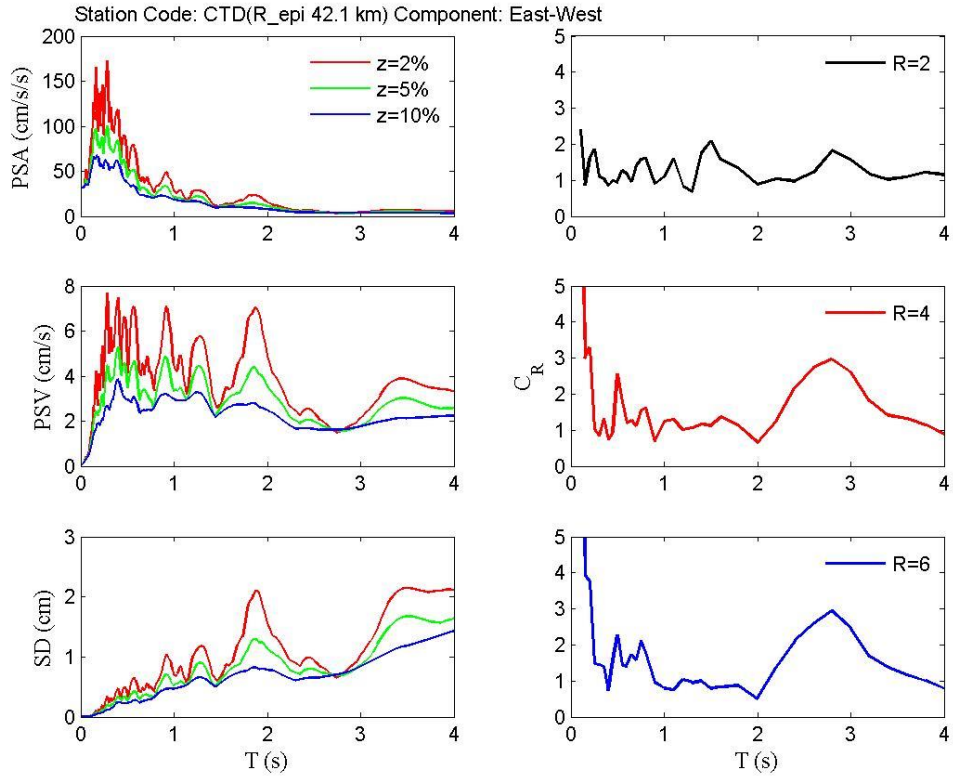 Station Code: CTD(R_epi 42.1 km) Component: East-West
PSA (cm/s/s)
200
150
100
50
0
0 1 2 3 4
z=2%
z=5%
z=10%
5
4
3
2
1
0
0 1 2 3 4
R=2
PSV (cm/s)
8
6
4
2
0
0 1 2 3 4
C_R
5
4
3
2
1
0
0 1 2 3 4
R=4
SD (cm)
3
2
1
0
0 1 2 3 4
T (s)
5
4
3
2
1
0
0 1 2 3 4
R=6
T (s)